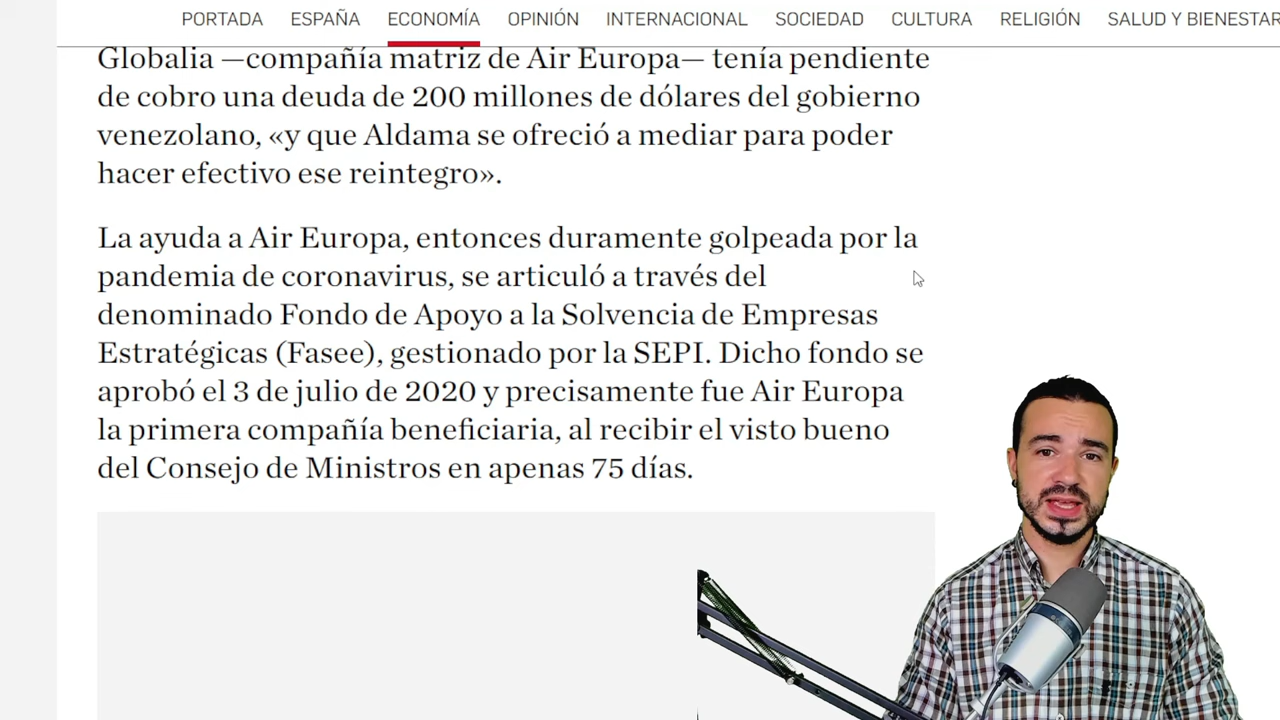 PORTADA ESPAÑA ECONOMÍA OPINIÓN INTERNACIONAL SOCIEDAD CULTURA RELIGIÓN SALUD Y BIENESTAR
Globalia —compañía matriz de Air Europa— tenía pendiente
de cobro una deuda de 200 millones de dólares del gobierno
venezolano, «y que Aldama se ofreció a mediar para poder
hacer efectivo ese reintegro».
La ayuda a Air Europa, entonces duramente golpeada por la
pandemia de coronavirus, se articuló a través del
denominado Fondo de Apoyo a la Solvencia de Empresas
Estratégicas (Fasee), gestionado por la SEPI. Dicho fondo se
aprobó el 3 de julio de 2020 y precisamente fue Air Europa
la primera compañía beneficiaria, al recibir el visto bueno
del Consejo de Ministros en apenas 75 días.